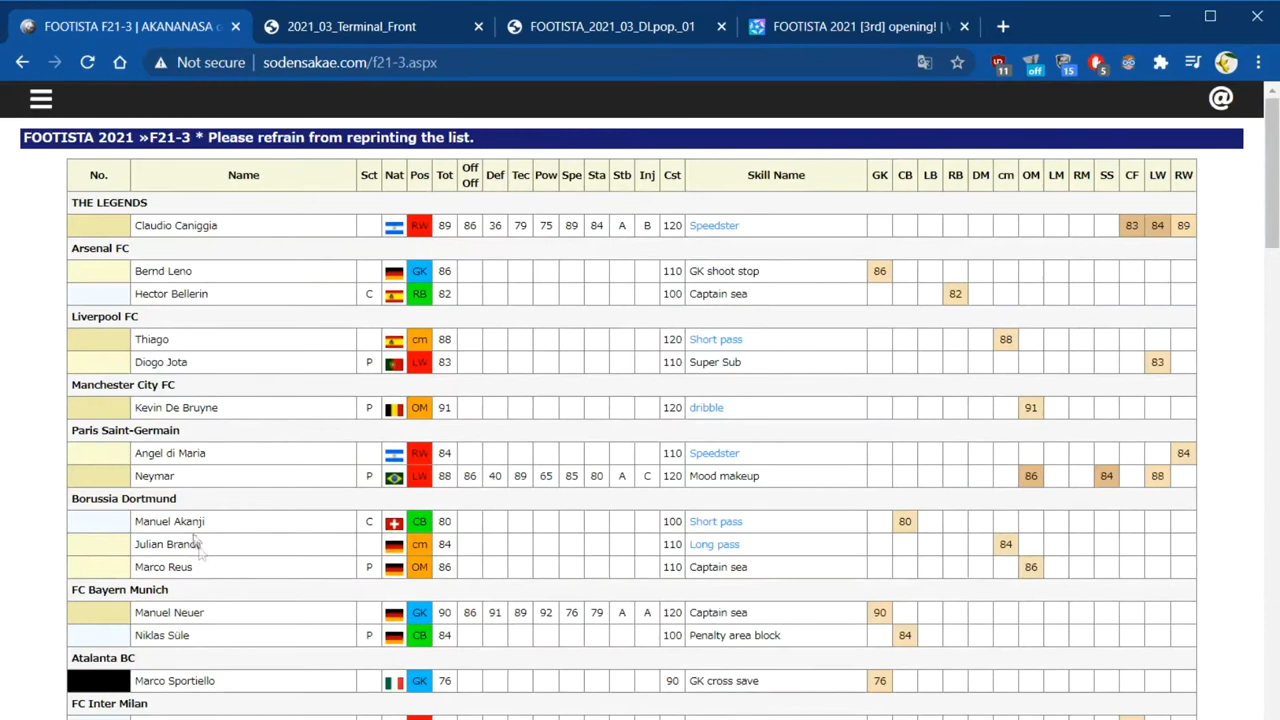 FOOTISTA F21-3 | AKANANASA o
2021_03_Terminal_Front
FOOTISTA_2021_03_DLpop._01
FOOTISTA 2021 [3rd] opening! | V
Not secure sodensakae.com/f21-3.aspx
11 off 15 5
@
FOOTISTA 2021 »F21-3 * Please refrain from reprinting the list.
No. Name Sct Nat Pos Tot Off Off Def Tec Pow Spe Sta Stb Inj Cst Skill Name GK CB LB RB DM cm OM LM RM SS CF LW RW
THE LEGENDS
Claudio Caniggia RW 89 86 36 79 75 89 84 A B 120 Speedster 83 84 89
Arsenal FC
Bernd Leno GK 86 110 GK shoot stop 86
Hector Bellerin C RB 82 100 Captain sea 82
Liverpool FC
Thiago cm 88 120 Short pass 88
Diogo Jota P LW 83 110 Super Sub 83
Manchester City FC
Kevin De Bruyne P OM 91 120 dribble 91
Paris Saint-Germain
Angel di Maria RW 84 110 Speedster 84
Neymar P LW 88 86 40 89 65 85 80 A C 120 Mood makeup 86 84 88
Borussia Dortmund
Manuel Akanji C CB 80 100 Short pass 80
Julian Brandt cm 84 110 Long pass 84
Marco Reus P OM 86 110 Captain sea 86
FC Bayern Munich
Manuel Neuer GK 90 86 91 89 92 76 79 A A 120 Captain sea 90
Niklas Süle P CB 84 100 Penalty area block 84
Atalanta BC
Marco Sportiello GK 76 90 GK cross save 76
FC Inter Milan